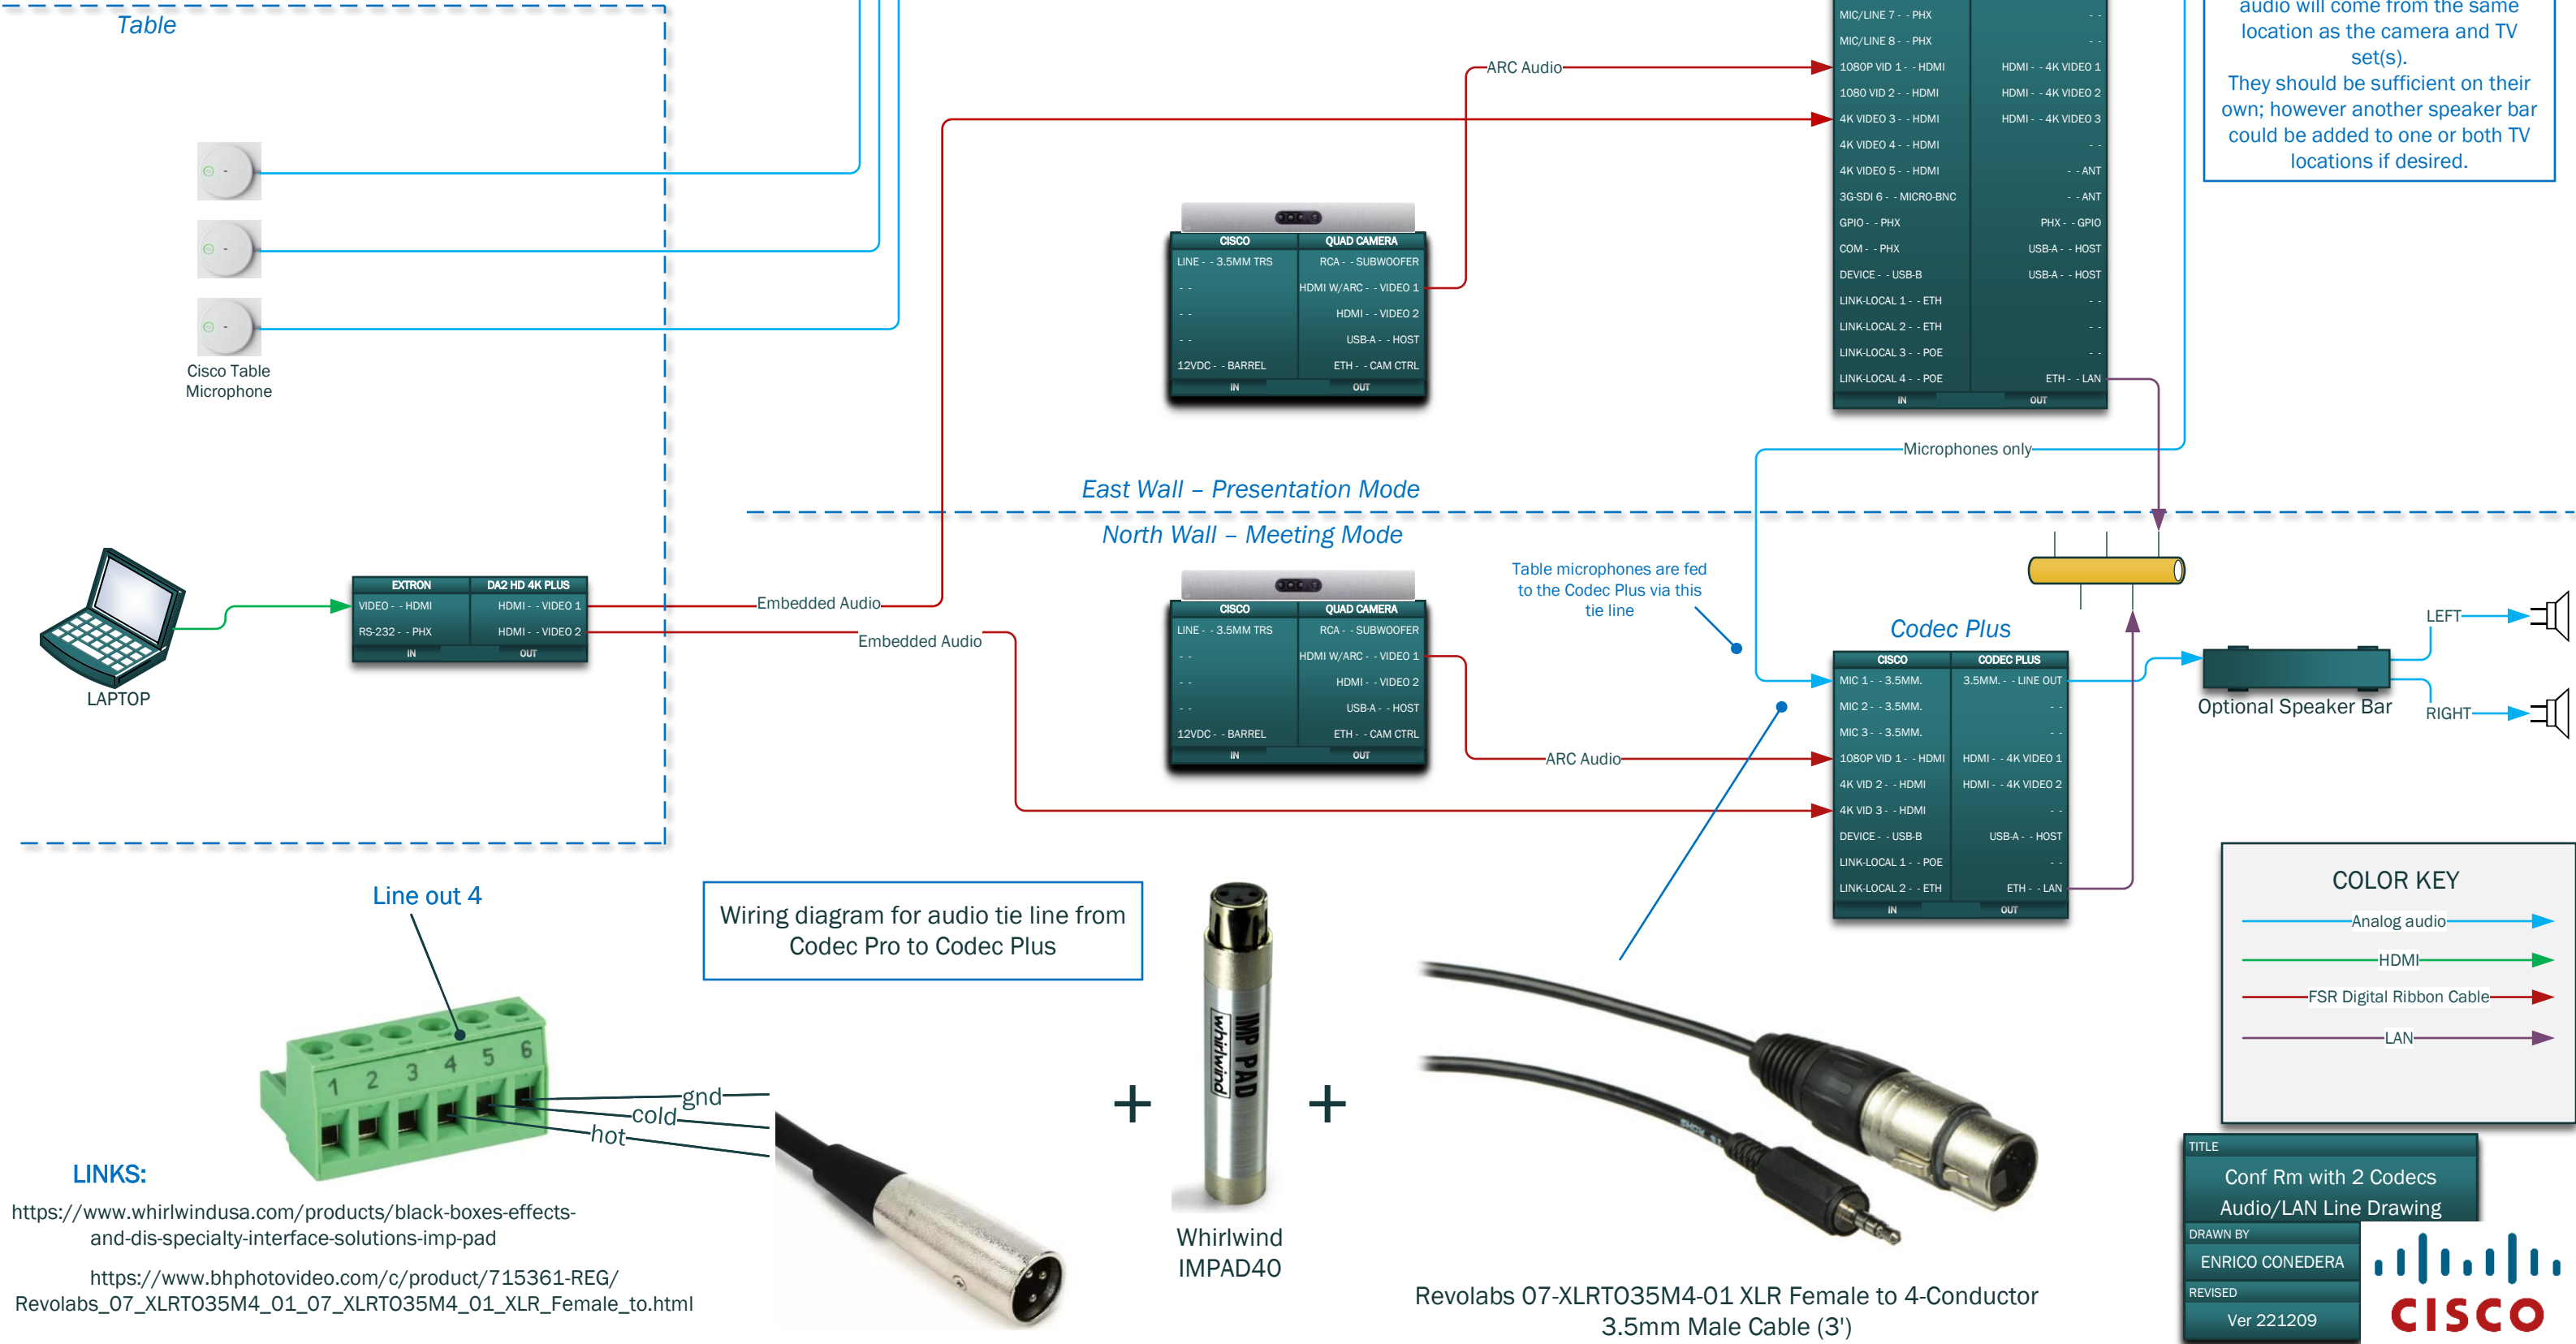 Table
Cisco Table
Microphone
LAPTOP
EXTRON
DA2 HD 4K PLUS
VIDEO - - HDMI
HDMI - - VIDEO 1
RS-232 - - PHX
HDMI - - VIDEO 2
IN
OUT
Embedded Audio
Embedded Audio
ARC Audio
CISCO
QUAD CAMERA
LINE - - 3.5MM TRS
RCA - - SUBWOOFER
- -
HDMI W/ARC - - VIDEO 1
- -
HDMI - - VIDEO 2
- -
USB-A - - HOST
12VDC - - BARREL
ETH - - CAM CTRL
IN
OUT
MIC/LINE 7 - - PHX
- -
MIC/LINE 8 - - PHX
- -
1080P VID 1 - - HDMI
HDMI - - 4K VIDEO 1
1080 VID 2 - - HDMI
HDMI - - 4K VIDEO 2
4K VIDEO 3 - - HDMI
HDMI - - 4K VIDEO 3
4K VIDEO 4 - - HDMI
- -
4K VIDEO 5 - - HDMI
- - ANT
3G-SDI 6 - - MICRO-BNC
- - ANT
GPIO - - PHX
PHX - - GPIO
COM - - PHX
USB-A - - HOST
DEVICE - - USB-B
USB-A - - HOST
LINK-LOCAL 1 - - ETH
- -
LINK-LOCAL 2 - - ETH
- -
LINK-LOCAL 3 - - POE
- -
LINK-LOCAL 4 - - POE
ETH - - LAN
IN
OUT
audio will come from the same
location as the camera and TV
set(s).
They should be sufficient on their
own; however another speaker bar
could be added to one or both TV
locations if desired.
Microphones only
East Wall – Presentation Mode
North Wall – Meeting Mode
CISCO
QUAD CAMERA
LINE - - 3.5MM TRS
RCA - - SUBWOOFER
- -
HDMI W/ARC - - VIDEO 1
- -
HDMI - - VIDEO 2
- -
USB-A - - HOST
12VDC - - BARREL
ETH - - CAM CTRL
IN
OUT
ARC Audio
Table microphones are fed
to the Codec Plus via this
tie line
Codec Plus
CISCO
CODEC PLUS
MIC 1 - - 3.5MM.
3.5MM. - - LINE OUT
MIC 2 - - 3.5MM.
- -
MIC 3 - - 3.5MM.
- -
1080P VID 1 - - HDMI
HDMI - - 4K VIDEO 1
4K VID 2 - - HDMI
HDMI - - 4K VIDEO 2
4K VID 3 - - HDMI
- -
DEVICE - - USB-B
USB-A - - HOST
LINK-LOCAL 1 - - POE
- -
LINK-LOCAL 2 - - ETH
ETH - - LAN
IN
OUT
LEFT
Optional Speaker Bar
RIGHT
COLOR KEY
Analog audio
HDMI
FSR Digital Ribbon Cable
LAN
Line out 4
1 2 3 4 5 6
gnd
cold
hot
Wiring diagram for audio tie line from
Codec Pro to Codec Plus
+
IMP PAD
whirlwind
+
Whirlwind
IMPAD40
Revolabs 07-XLRTO35M4-01 XLR Female to 4-Conductor
3.5mm Male Cable (3')
LINKS:
https://www.whirlwindusa.com/products/black-boxes-effects-
and-dis-specialty-interface-solutions-imp-pad
https://www.bhphotovideo.com/c/product/715361-REG/
Revolabs_07_XLRTO35M4_01_07_XLRTO35M4_01_XLR_Female_to.html
TITLE
Conf Rm with 2 Codecs
Audio/LAN Line Drawing
DRAWN BY
ENRICO CONEDERA
REVISED
Ver 221209
CISCO